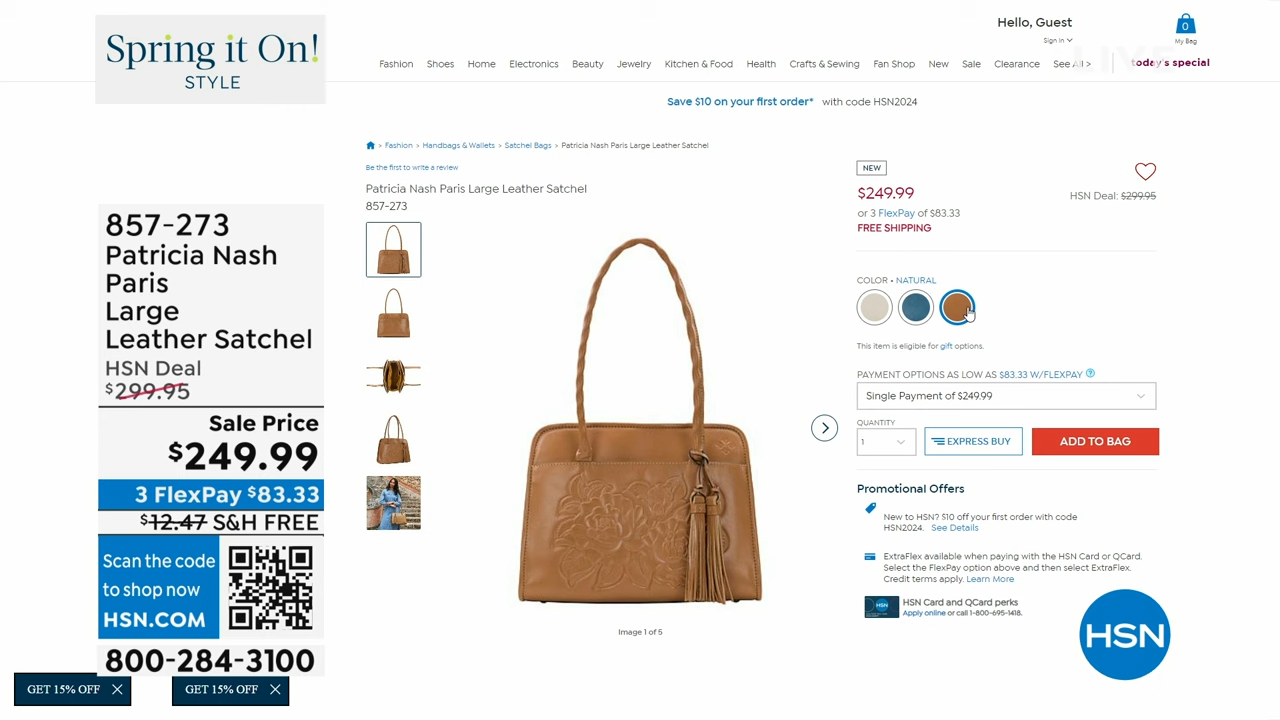 Spring it On!
STYLE
Hello, Guest
Sign In
0
My Bag
LIVE
Fashion Shoes Home Electronics Beauty Jewelry Kitchen & Food Health Crafts & Sewing Fan Shop New Sale Clearance See All > today's special
Save $10 on your first order* with code HSN2024
> Fashion > Handbags & Wallets > Satchel Bags > Patricia Nash Paris Large Leather Satchel
Be the first to write a review
Patricia Nash Paris Large Leather Satchel
857-273
NEW
$249.99
HSN Deal: $299.95
or 3 FlexPay of $83.33
FREE SHIPPING
COLOR • NATURAL
This item is eligible for gift options.
PAYMENT OPTIONS AS LOW AS $83.33 W/FLEXPAY ?
Single Payment of $249.99
QUANTITY
1
EXPRESS BUY
ADD TO BAG
Promotional Offers
New to HSN? $10 off your first order with code
HSN2024. See Details
ExtraFlex available when paying with the HSN Card or QCard.
Select the FlexPay option above and then select ExtraFlex.
Credit terms apply. Learn More
HSN
HSN Card and QCard perks
Apply online or call 1-800-695-1418.
Image 1 of 5
857-273
Patricia Nash
Paris
Large
Leather Satchel
HSN Deal
$299.95
Sale Price
$249.99
3 FlexPay $83.33
$12.47 S&H FREE
Scan the code
to shop now
HSN.COM
800-284-3100
GET 15% OFF
GET 15% OFF
HSN